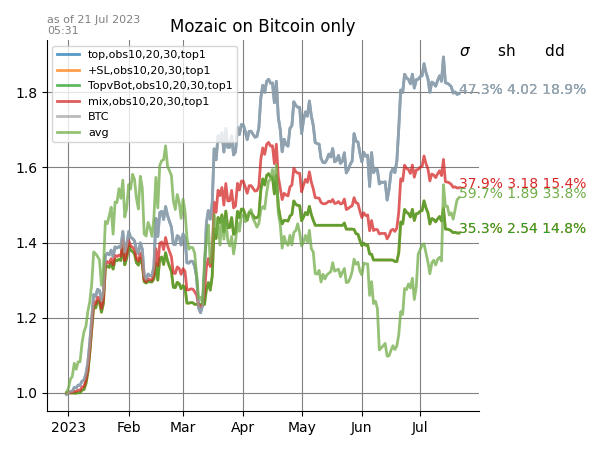 as of 21 Jul 2023
05:31
Mozaic on Bitcoin only
σ sh dd
top,obs10,20,30,top1
+SL,obs10,20,30,top1
TopvBot,obs10,20,30,top1
mix,obs10,20,30,top1
BTC
avg
47.3% 4.02 18.9%
37.9% 3.18 15.4%
59.7% 1.89 33.8%
35.3% 2.54 14.8%
1.8
1.6
1.4
1.2
1.0
2023 Feb Mar Apr May Jun Jul